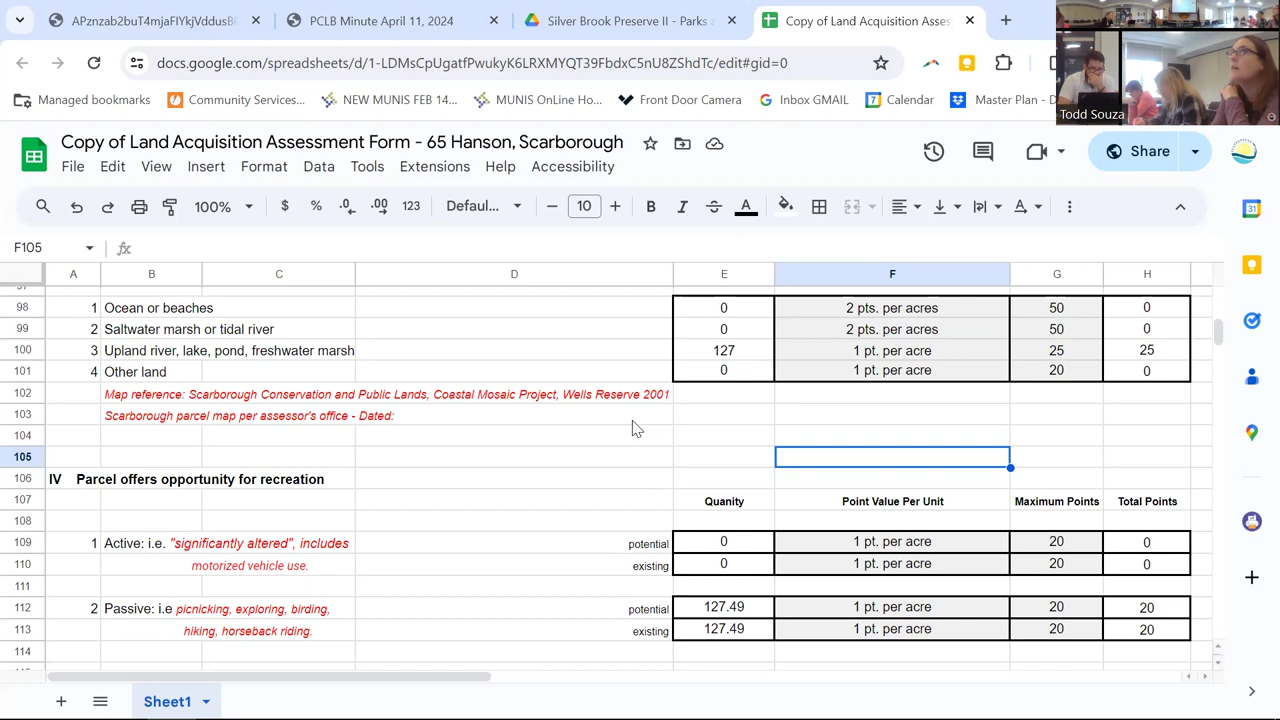 APznzab2buT4mjaFIYkjVddusB
PCLB Minute April 11, 2024
Silver Brook Preserve II - Parks
Copy of Land Acquisition Asses
docs.google.com/spreadsheets/d/1-LDMsCpUgatfPwukyK6LRXMYQT39FbdxC5nU8ZShdTc/edit#gid=0
Managed bookmarks
Community Services...
NEW MUNIS FEB 14...
MUNIS OnLine Ho...
Front Door Camera
Inbox GMAIL
Calendar
Master Plan - D
Todd Souza
Copy of Land Acquisition Assessment Form - 65 Hanson, Scarborough
File Edit View Insert Format Data Tools Extensions Help Accessibility
Share
100% $ % .0 .00 123 Defaul... 10 B I A
F105 fx
A B C D E F G H
98 1 Ocean or beaches 0 2 pts. per acres 50 0
99 2 Saltwater marsh or tidal river 0 2 pts. per acres 50 0
100 3 Upland river, lake, pond, freshwater marsh 127 1 pt. per acre 25 25
101 4 Other land 0 1 pt. per acre 20 0
102 Map reference: Scarborough Conservation and Public Lands, Coastal Mosaic Project, Wells Reserve 2001
103 Scarborough parcel map per assessor's office - Dated:
104
105
106 IV Parcel offers opportunity for recreation
107 Quanity Point Value Per Unit Maximum Points Total Points
108
109 1 Active: i.e. "significantly altered", includes potential 0 1 pt. per acre 20 0
110 motorized vehicle use. existing 0 1 pt. per acre 20 0
111
112 2 Passive: i.e picnicking, exploring, birding, potential 127.49 1 pt. per acre 20 20
113 hiking, horseback riding. existing 127.49 1 pt. per acre 20 20
114
Sheet1